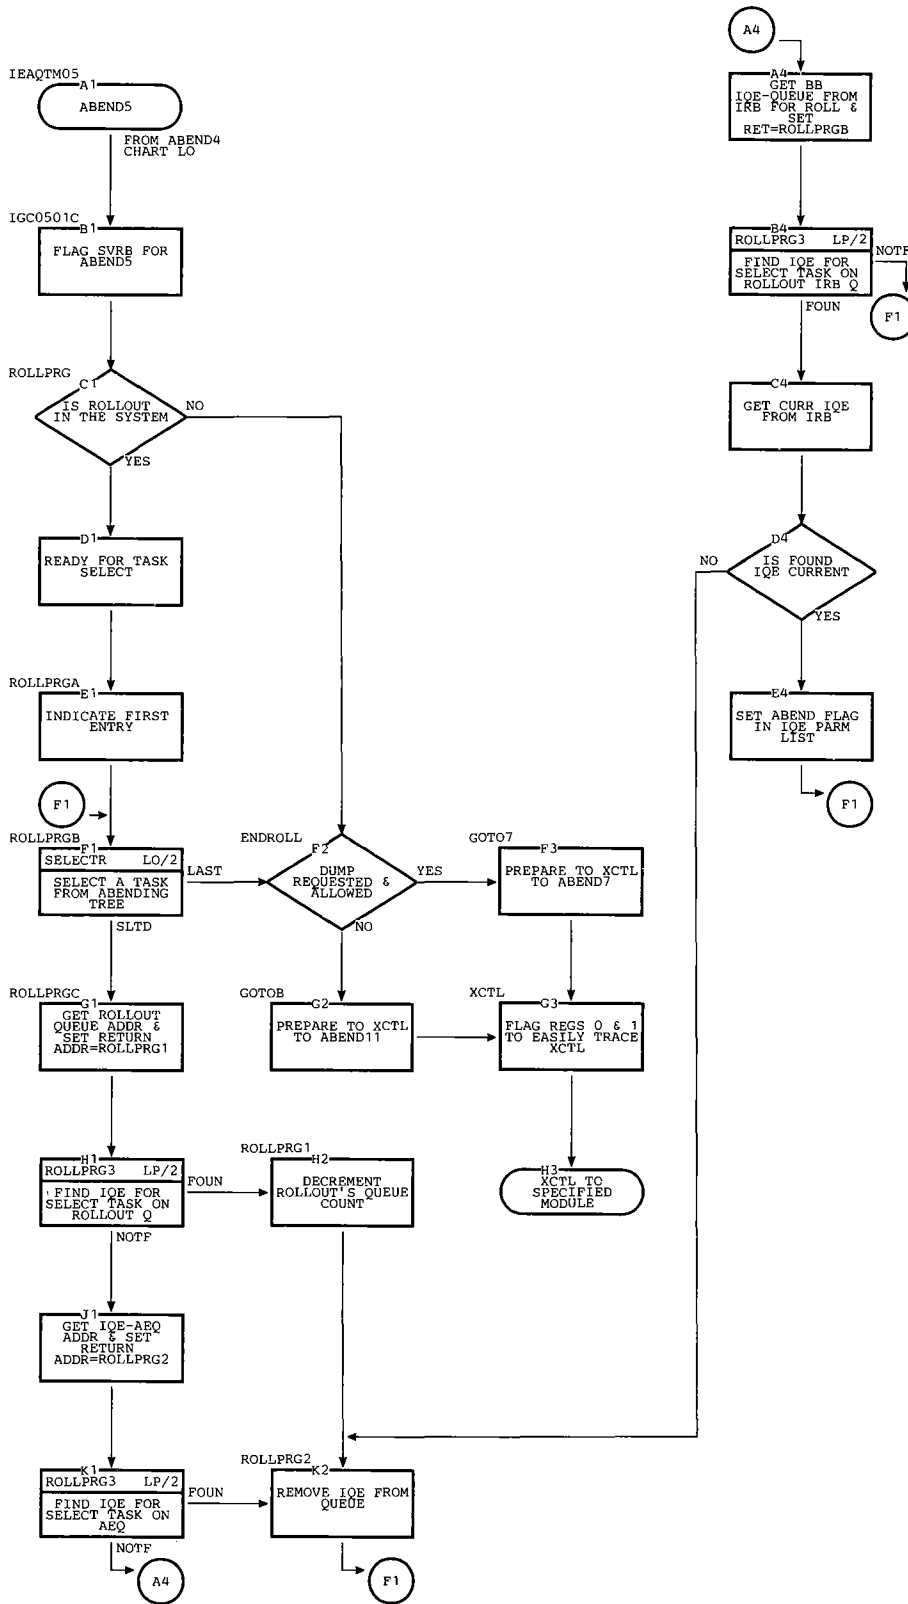 IEAQTM05
A1
ABEND5
FROM ABEND4
CHART LO
IGC0501C
B1
FLAG SVRB FOR
ABEND5
ROLLPRG
C1
IS ROLLOUT
IN THE SYSTEM
NO
YES
D1
READY FOR TASK
SELECT
ROLLPRGA
E1
INDICATE FIRST
ENTRY
F1
ROLLPRGB
F1
SELECTR LO/2
SELECT A TASK
FROM ABENDING
TREE
LAST
SLTD
ENDROLL
F2
DUMP
REQUESTED &
ALLOWED
YES
NO
GOTO7
F3
PREPARE TO XCTL
TO ABEND7
ROLLPRGC
G1
GET ROLLOUT
QUEUE ADDR &
SET RETURN
ADDR=ROLLPRG1
GOTOB
G2
PREPARE TO XCTL
TO ABEND11
XCTL
G3
FLAG REGS 0 & 1
TO EASILY TRACE
XCTL
H1
ROLLPRG3 LP/2
FIND IQE FOR
SELECT TASK ON
ROLLOUT Q
FOUN
NOTF
ROLLPRG1
H2
DECREMENT
ROLLOUT'S QUEUE
COUNT
H3
XCTL TO
SPECIFIED
MODULE
J1
GET IQE-AEQ
ADDR & SET
RETURN
ADDR=ROLLPRG2
K1
ROLLPRG3 LP/2
FIND IQE FOR
SELECT TASK ON
AEQ
FOUN
NOTF
A4
ROLLPRG2
K2
REMOVE IQE FROM
QUEUE
F1
A4
A4
GET BB
IQE-QUEUE FROM
IRB FOR ROLL &
SET
RET=ROLLPRGB
B4
ROLLPRG3 LP/2
FIND IQE FOR
SELECT TASK ON
ROLLOUT IRB Q
NOTF
F1
FOUN
C4
GET CURR IQE
FROM IRB
D4
IS FOUND
IQE CURRENT
NO
YES
E4
SET ABEND FLAG
IN IQE PARM
LIST
F1